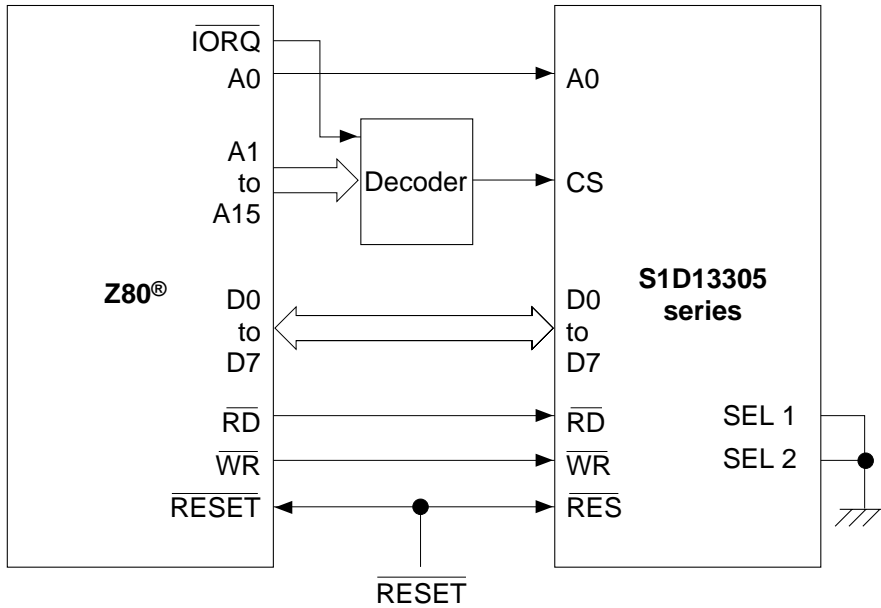 IORQ
A0
A0
A1
to
A15
Decoder
CS
Z80®
S1D13305
series
D0
to
D7
D0
to
D7
RD
RD
SEL 1
WR
WR
SEL 2
RESET
RES
RESET